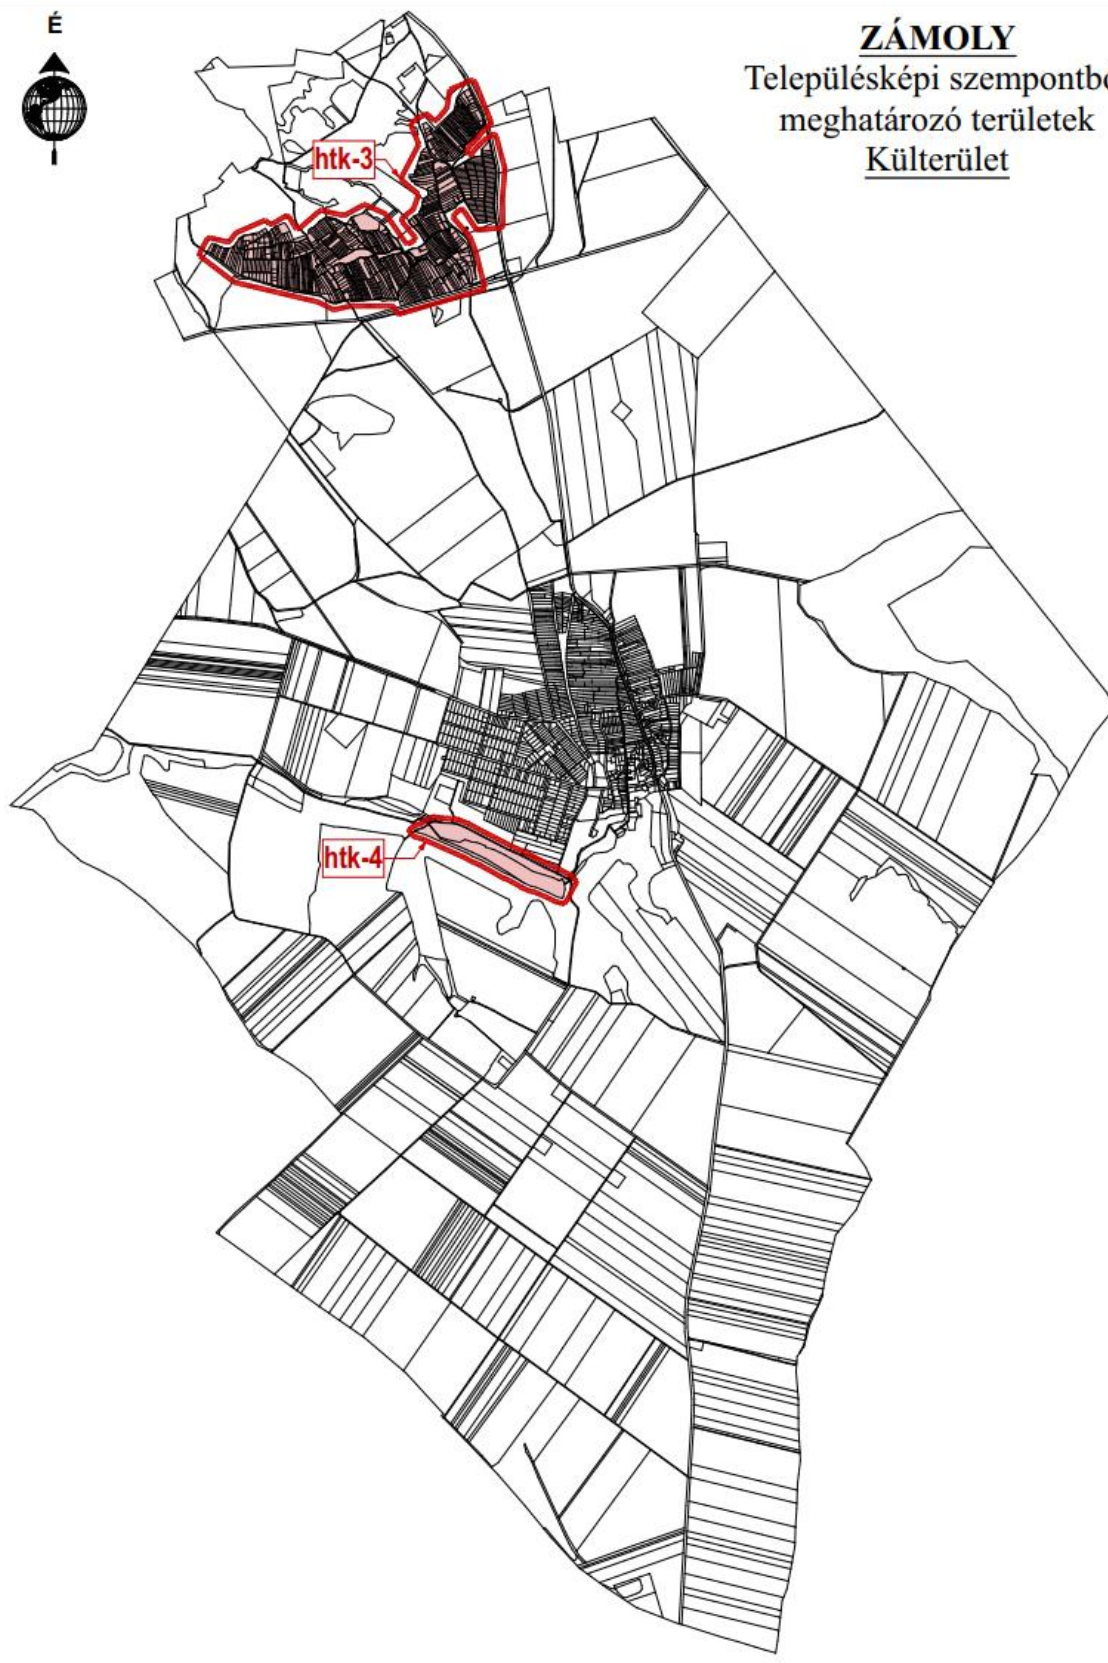 É
ZÁMOLY
Településképi szempontbó
meghatározó területek
Külterület
htk-3
htk-4